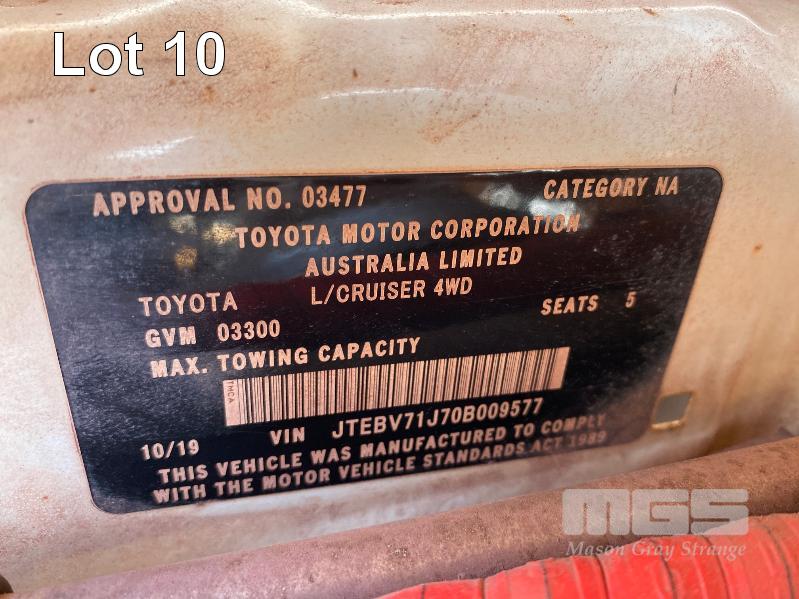 Lot 10
APPROVAL NO. 03477 CATEGORY NA
TOYOTA MOTOR CORPORATION
AUSTRALIA LIMITED
TOYOTA L/CRUISER 4WD
GVM 03300 SEATS 5
MAX. TOWING CAPACITY
TMCA
10/19 VIN JTEBV71J70B009577
THIS VEHICLE WAS MANUFACTURED TO COMPLY
WITH THE MOTOR VEHICLE STANDARDS ACT 1989
MGS
Mason Gray Strange